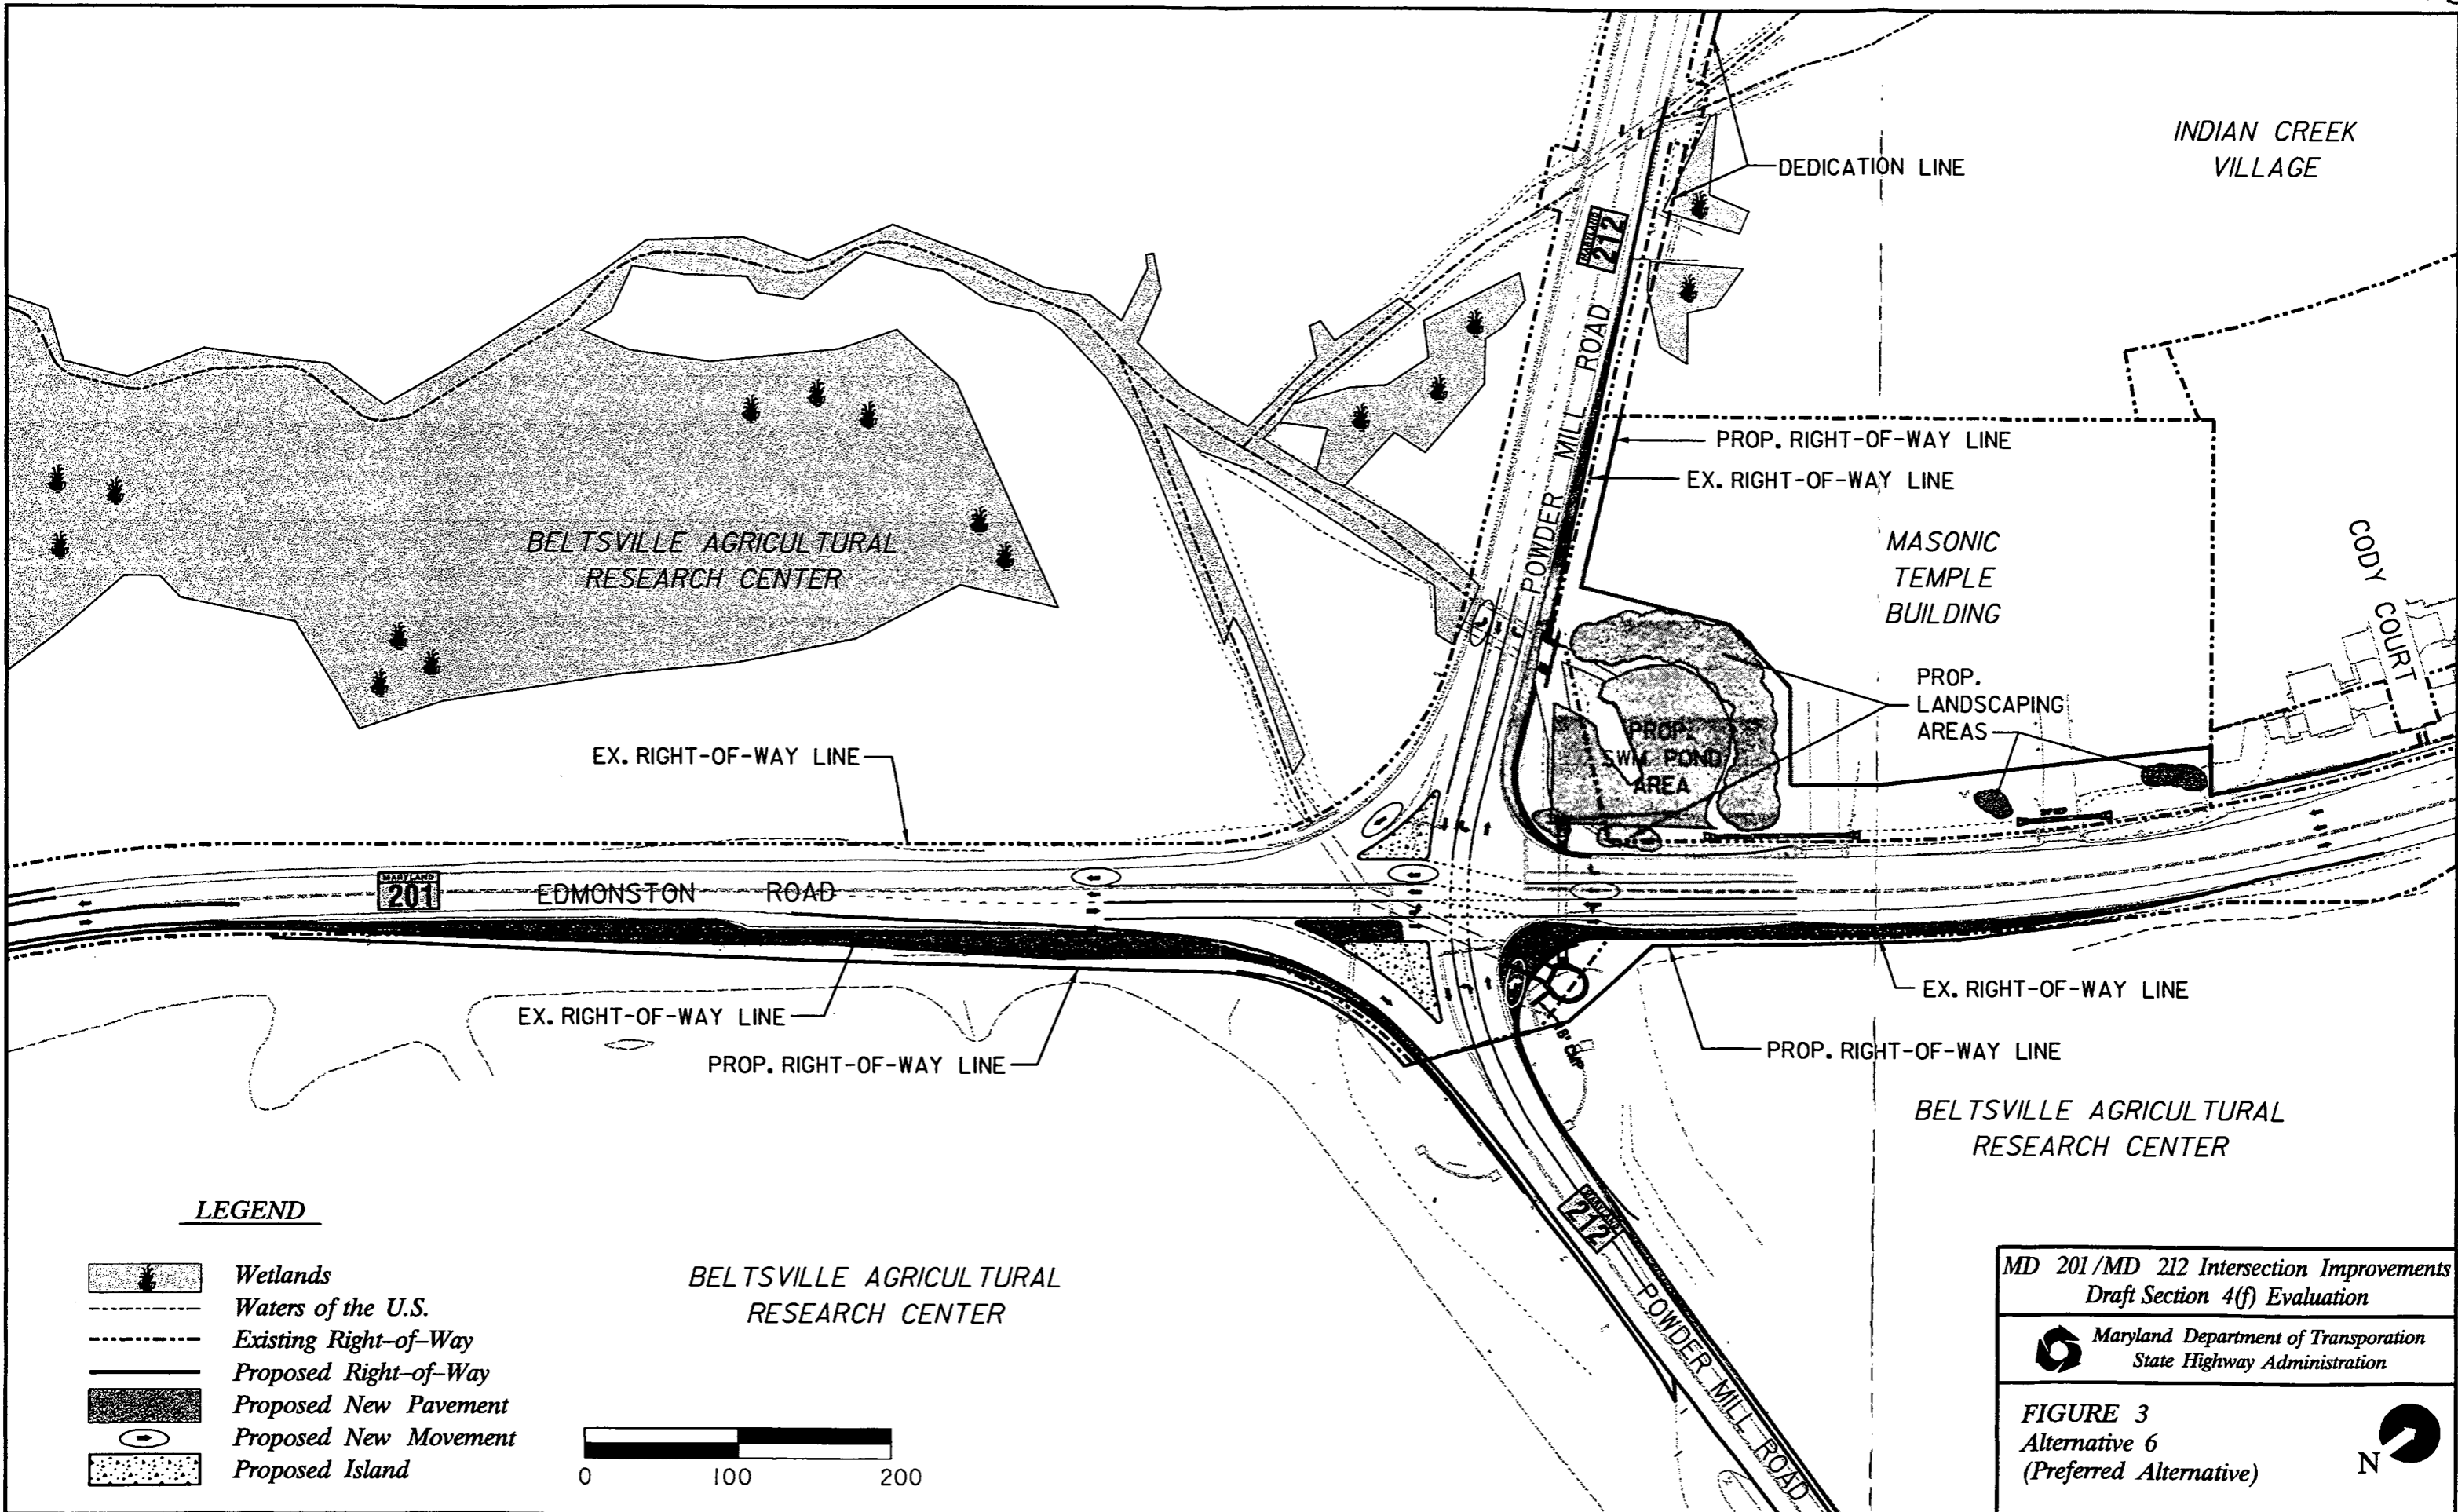 INDIAN CREEK
VILLAGE
DEDICATION LINE
MARYLAND
212
POWDER MILL ROAD
PROP. RIGHT-OF-WAY LINE
EX. RIGHT-OF-WAY LINE
MASONIC
TEMPLE
BUILDING
CODY COURT
BELTSVILLE AGRICULTURAL
RESEARCH CENTER
PROP.
LANDSCAPING
AREAS
PROP.
SWM POND
AREA
EX. RIGHT-OF-WAY LINE
MARYLAND
201
EDMONSTON ROAD
EX. RIGHT-OF-WAY LINE
PROP. RIGHT-OF-WAY LINE
EX. RIGHT-OF-WAY LINE
PROP. RIGHT-OF-WAY LINE
18" CMP
BELTSVILLE AGRICULTURAL
RESEARCH CENTER
MARYLAND
212
POWDER MILL ROAD
BELTSVILLE AGRICULTURAL
RESEARCH CENTER
LEGEND
Wetlands
Waters of the U.S.
Existing Right-of-Way
Proposed Right-of-Way
Proposed New Pavement
Proposed New Movement
Proposed Island
0 100 200
MD 201/MD 212 Intersection Improvements
Draft Section 4(f) Evaluation
Maryland Department of Transporation
State Highway Administration
FIGURE 3
Alternative 6
(Preferred Alternative)
N